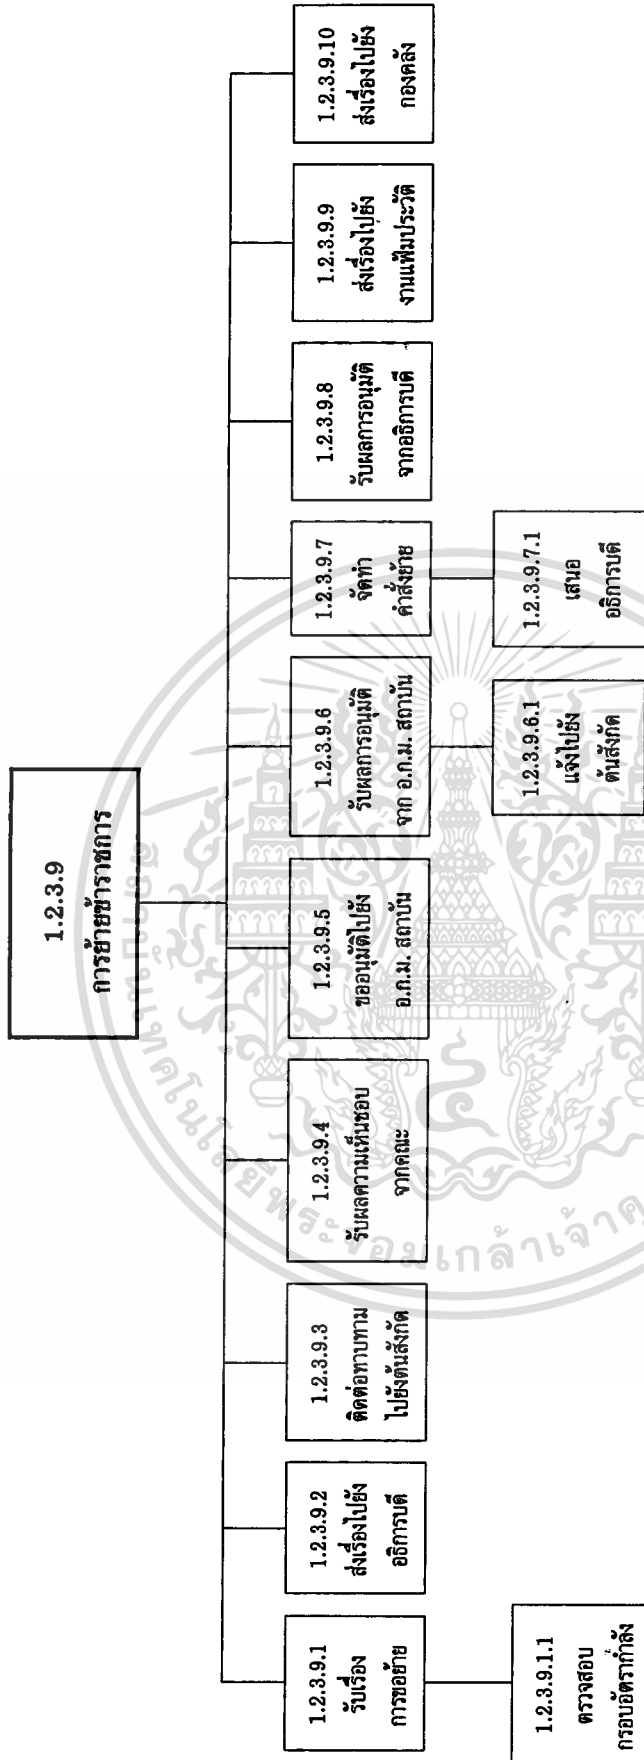 1.2.3.9
การย้ายข้าราชการ
1.2.3.9.1
รับเรื่อง
การขอย้าย
1.2.3.9.2
ส่งเรื่องไปยัง
อธิการบดี
1.2.3.9.3
ติดต่อทาบทาม
ไปยังต้นสังกัด
1.2.3.9.4
รับผลความเห็นชอบ
จากคณะ
1.2.3.9.5
ขออนุมัติไปยัง
อ.ก.ม. สถาบัน
1.2.3.9.6
รับผลการอนุมัติ
จาก อ.ก.ม. สถาบัน
1.2.3.9.7
จัดทำ
คำสั่งย้าย
1.2.3.9.8
รับผลการอนุมัติ
จากอธิการบดี
1.2.3.9.9
ส่งเรื่องไปยัง
งานแฟ้มประวัติ
1.2.3.9.10
ส่งเรื่องไปยัง
กองคลัง
1.2.3.9.1.1
ตรวจสอบ
กรอบอัตรากำลัง
1.2.3.9.6.1
แจ้งไปยัง
ต้นสังกัด
1.2.3.9.7.1
เสนอ
อธิการบดี